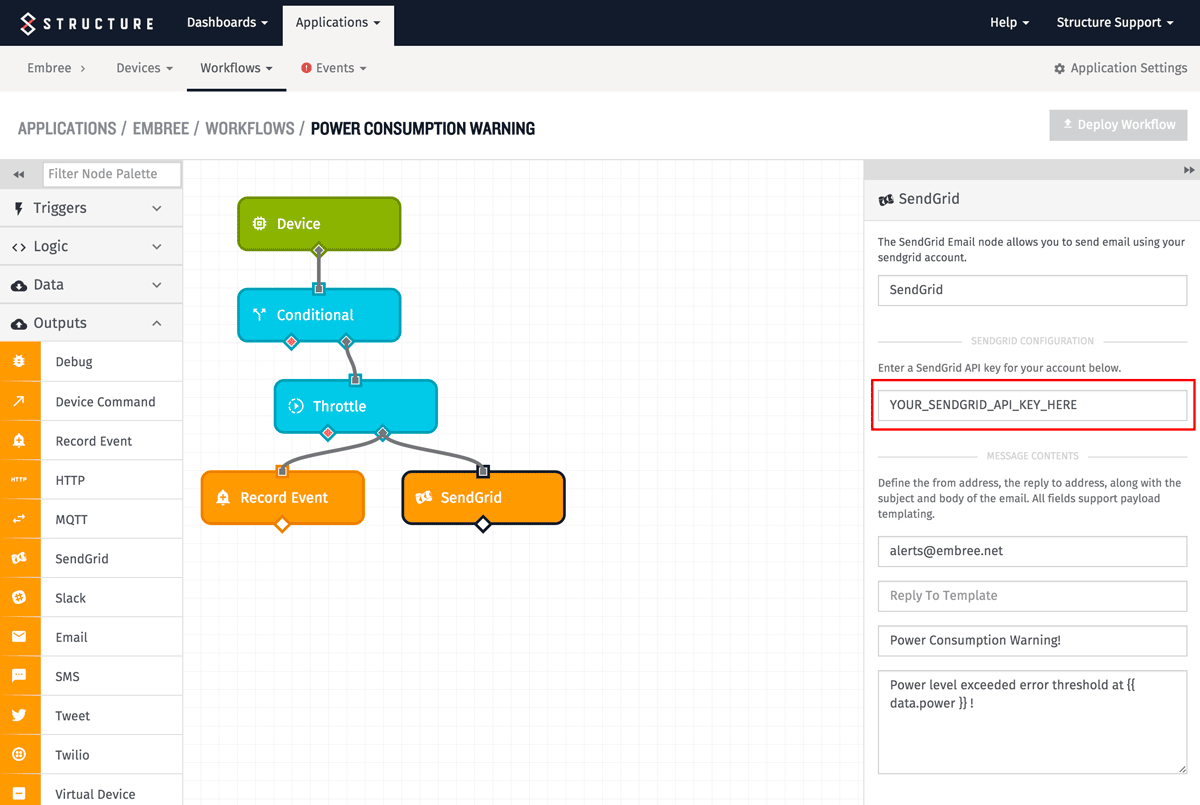 STRUCTURE
Dashboards
Applications
Help
Structure Support
Embree
Devices
Workflows
Events
Application Settings
APPLICATIONS / EMBREE / WORKFLOWS / POWER CONSUMPTION WARNING
Deploy Workflow
Filter Node Palette
Triggers
Logic
Data
Outputs
Debug
Device Command
Record Event
HTTP
HTTP
MQTT
SendGrid
Slack
Email
SMS
Tweet
Twilio
Virtual Device
Device
Conditional
Throttle
Record Event
SendGrid
SendGrid
The SendGrid Email node allows you to send email using your
sendgrid account.
SendGrid
SENDGRID CONFIGURATION
Enter a SendGrid API key for your account below.
YOUR_SENDGRID_API_KEY_HERE
MESSAGE CONTENTS
Define the from address, the reply to address, along with the
subject and body of the email. All fields support payload
templating.
alerts@embree.net
Reply To Template
Power Consumption Warning!
Power level exceeded error threshold at {{
data.power }} !